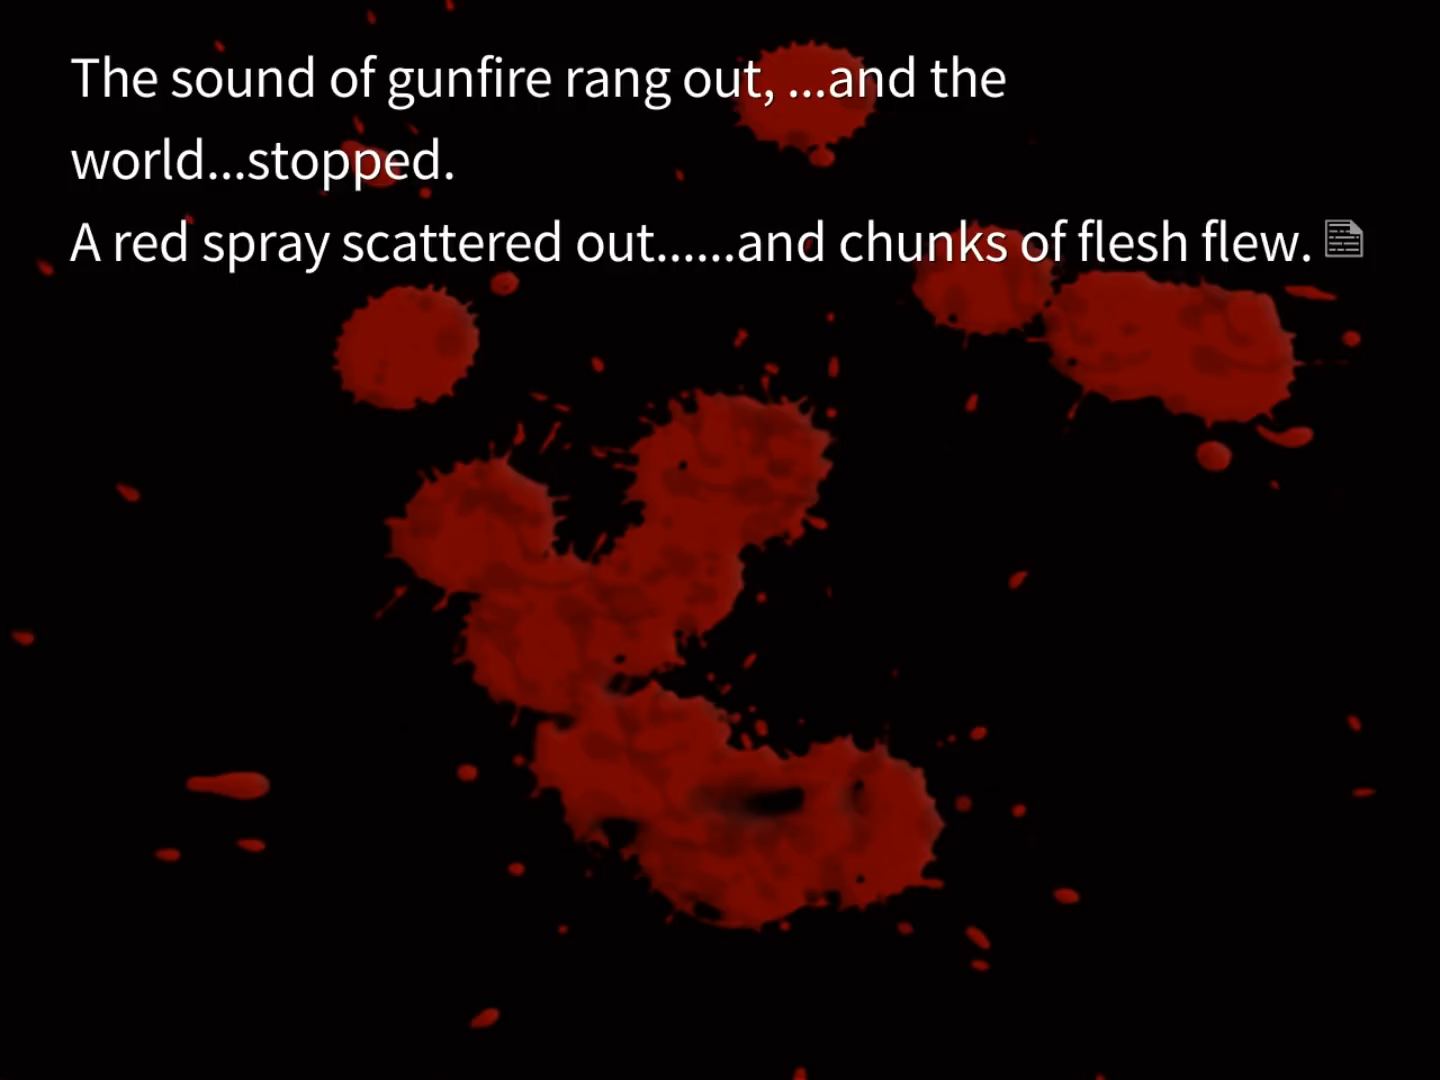 The sound of gunfire rang out, ...and the
world...stopped.
A red spray scattered out......and chunks of flesh flew.